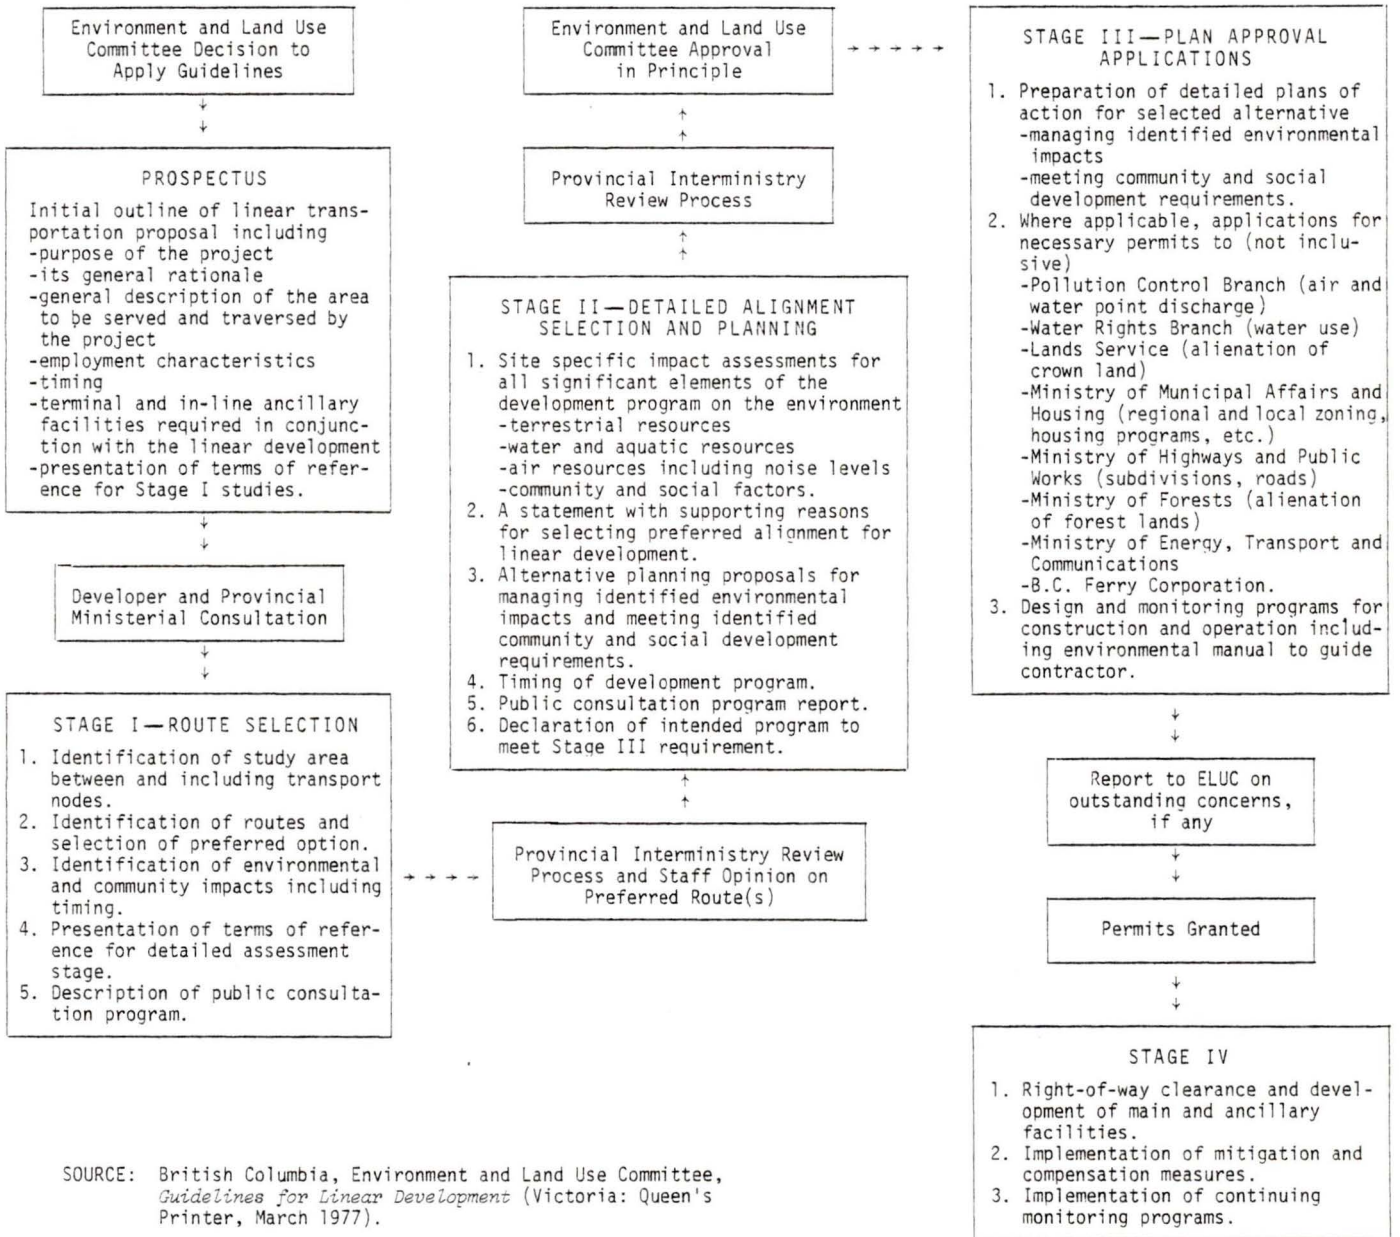 Environment and Land Use
Committee Decision to
Apply Guidelines
PROSPECTUS
Initial outline of linear trans-
portation proposal including
-purpose of the project
-its general rationale
-general description of the area
to be served and traversed by
the project
-employment characteristics
-timing
-terminal and in-line ancillary
facilities required in conjunc-
tion with the linear development
-presentation of terms of refer-
ence for Stage I studies.
Developer and Provincial
Ministerial Consultation
STAGE I—ROUTE SELECTION
1. Identification of study area
between and including transport
nodes.
2. Identification of routes and
selection of preferred option.
3. Identification of environmental
and community impacts including
timing.
4. Presentation of terms of refer-
ence for detailed assessment
stage.
5. Description of public consulta-
tion program.
Provincial Interministry Review
Process and Staff Opinion on
Preferred Route(s)
STAGE II—DETAILED ALIGNMENT
SELECTION AND PLANNING
1. Site specific impact assessments for
all significant elements of the
development program on the environment
-terrestrial resources
-water and aquatic resources
-air resources including noise levels
-community and social factors.
2. A statement with supporting reasons
for selecting preferred alignment for
linear development.
3. Alternative planning proposals for
managing identified environmental
impacts and meeting identified
community and social development
requirements.
4. Timing of development program.
5. Public consultation program report.
6. Declaration of intended program to
meet Stage III requirement.
Provincial Interministry
Review Process
Environment and Land Use
Committee Approval
in Principle
STAGE III—PLAN APPROVAL
APPLICATIONS
1. Preparation of detailed plans of
action for selected alternative
-managing identified environmental
impacts
-meeting community and social
development requirements.
2. Where applicable, applications for
necessary permits to (not inclu-
sive)
-Pollution Control Branch (air and
water point discharge)
-Water Rights Branch (water use)
-Lands Service (alienation of
crown land)
-Ministry of Municipal Affairs and
Housing (regional and local zoning,
housing programs, etc.)
-Ministry of Highways and Public
Works (subdivisions, roads)
-Ministry of Forests (alienation
of forest lands)
-Ministry of Energy, Transport and
Communications
-B.C. Ferry Corporation.
3. Design and monitoring programs for
construction and operation includ-
ing environmental manual to guide
contractor.
Report to ELUC on
outstanding concerns,
if any
Permits Granted
STAGE IV
1. Right-of-way clearance and devel-
opment of main and ancillary
facilities.
2. Implementation of mitigation and
compensation measures.
3. Implementation of continuing
monitoring programs.
SOURCE: British Columbia, Environment and Land Use Committee,
Guidelines for Linear Development (Victoria: Queen's
Printer, March 1977).